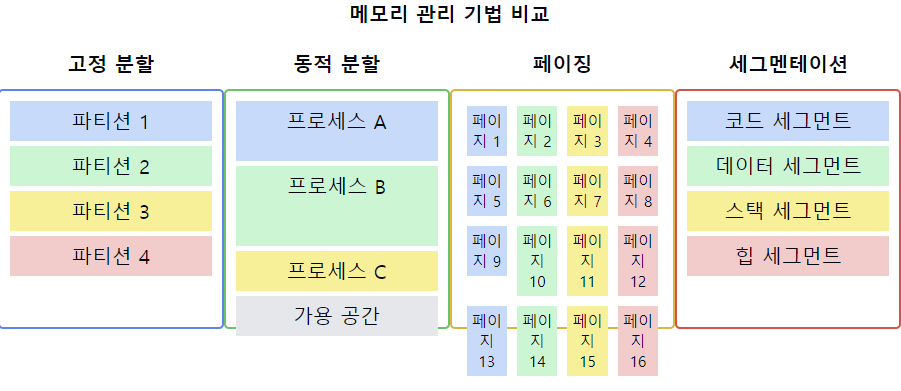 메모리 관리 기법 비교
고정 분할
파티션 1
파티션 2
파티션 3
파티션 4
동적 분할
프로세스 A
프로세스 B
프로세스 C
가용 공간
페이징
페이
지 1
페이
지 2
페이
지 3
페이
지 4
페이
지 5
페이
지 6
페이
지 7
페이
지 8
페이
지 9
페이
지
10
페이
지
11
페이
지
12
페이
지
13
페이
지
14
페이
지
15
페이
지
16
세그멘테이션
코드 세그먼트
데이터 세그먼트
스택 세그먼트
힙 세그먼트